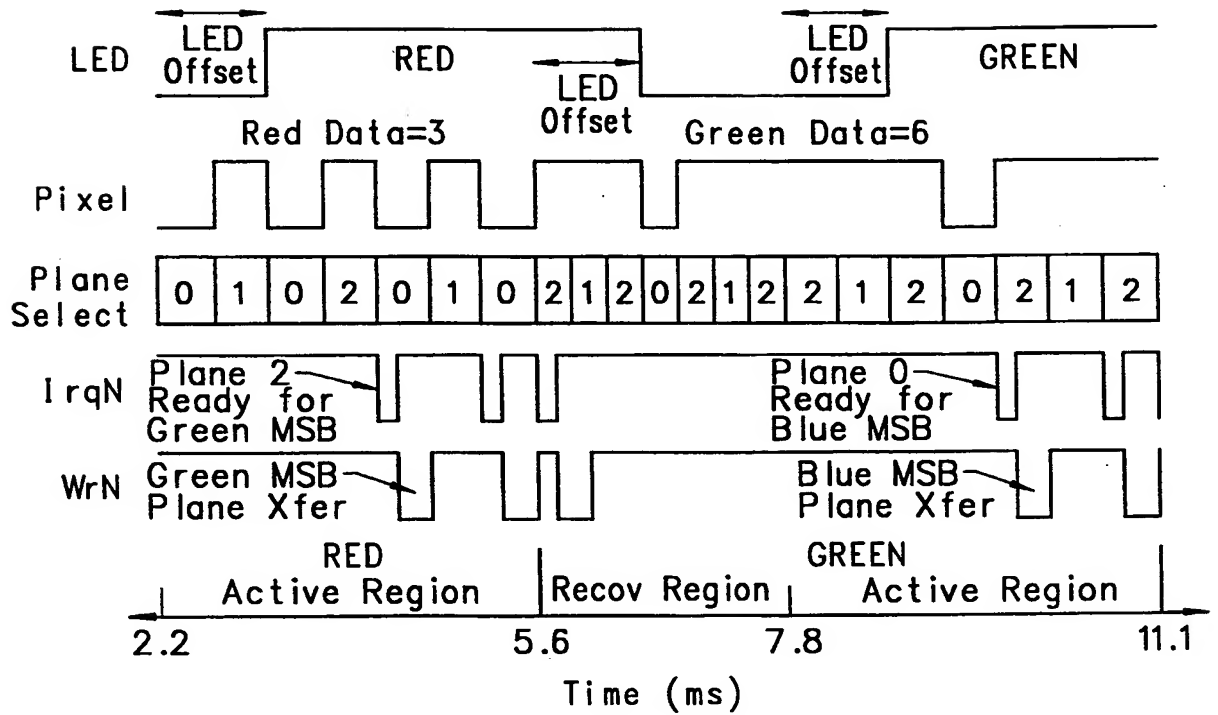 LED
LED
Offset
RED
LED
Offset
LED
Offset
GREEN
Red Data=3
Green Data=6
Pixel
Plane
Select
0 1 0 2 0 1 0 2 1 2 0 2 1 2 2 1 2 0 2 1 2
IrqN
Plane 2
Ready for
Green MSB
Plane 0
Ready for
Blue MSB
WrN
Green MSB
Plane Xfer
Blue MSB
Plane Xfer
RED
GREEN
Active Region
Recov Region
Active Region
2.2
5.6
7.8
11.1
Time (ms)